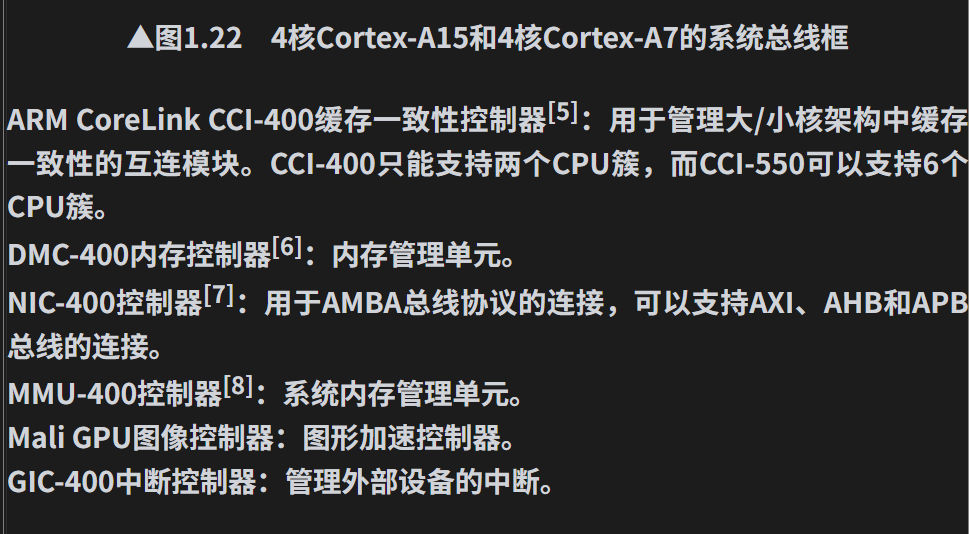 ▲图1.22 4核Cortex-A15和4核Cortex-A7的系统总线框
ARM CoreLink CCI-400缓存一致性控制器[5]：用于管理大/小核架构中缓存
一致性的互连模块。CCI-400只能支持两个CPU簇，而CCI-550可以支持6个
CPU簇。
DMC-400内存控制器[6]：内存管理单元。
NIC-400控制器[7]：用于AMBA总线协议的连接，可以支持AXI、AHB和APB
总线的连接。
MMU-400控制器[8]：系统内存管理单元。
Mali GPU图像控制器：图形加速控制器。
GIC-400中断控制器：管理外部设备的中断。